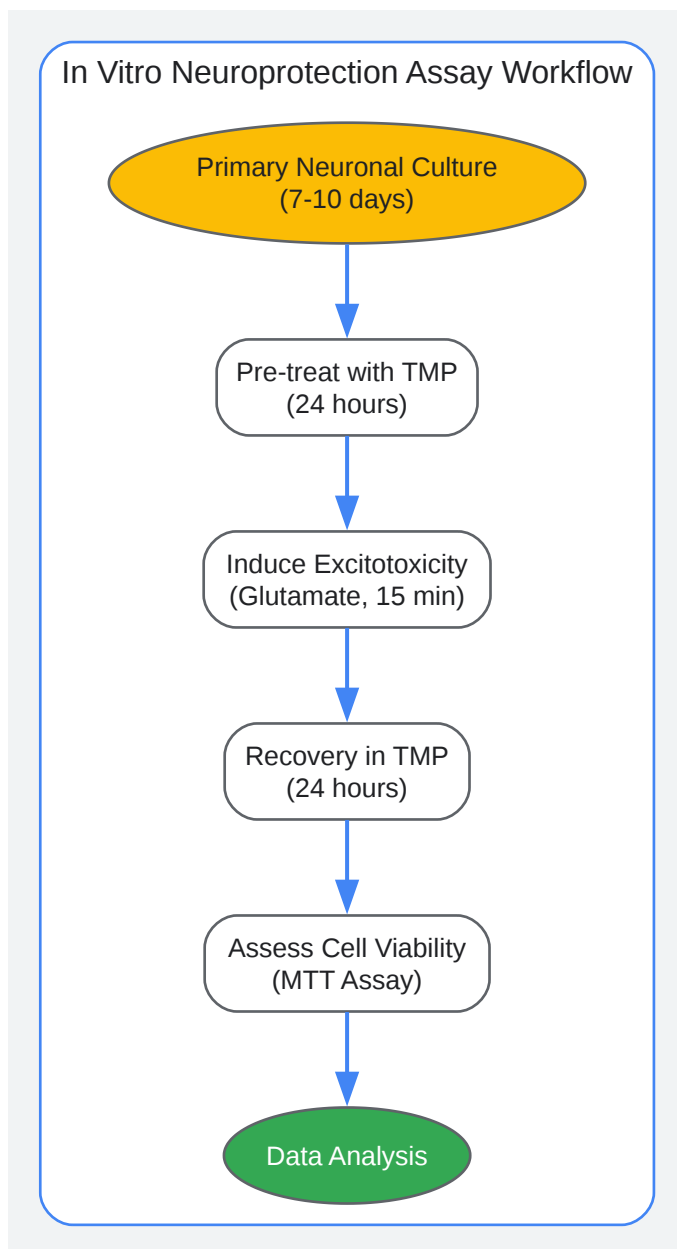 In Vitro Neuroprotection Assay Workflow
Primary Neuronal Culture
(7-10 days)
Pre-treat with TMP
(24 hours)
Induce Excitotoxicity
(Glutamate, 15 min)
Recovery in TMP
(24 hours)
Assess Cell Viability
(MTT Assay)
Data Analysis